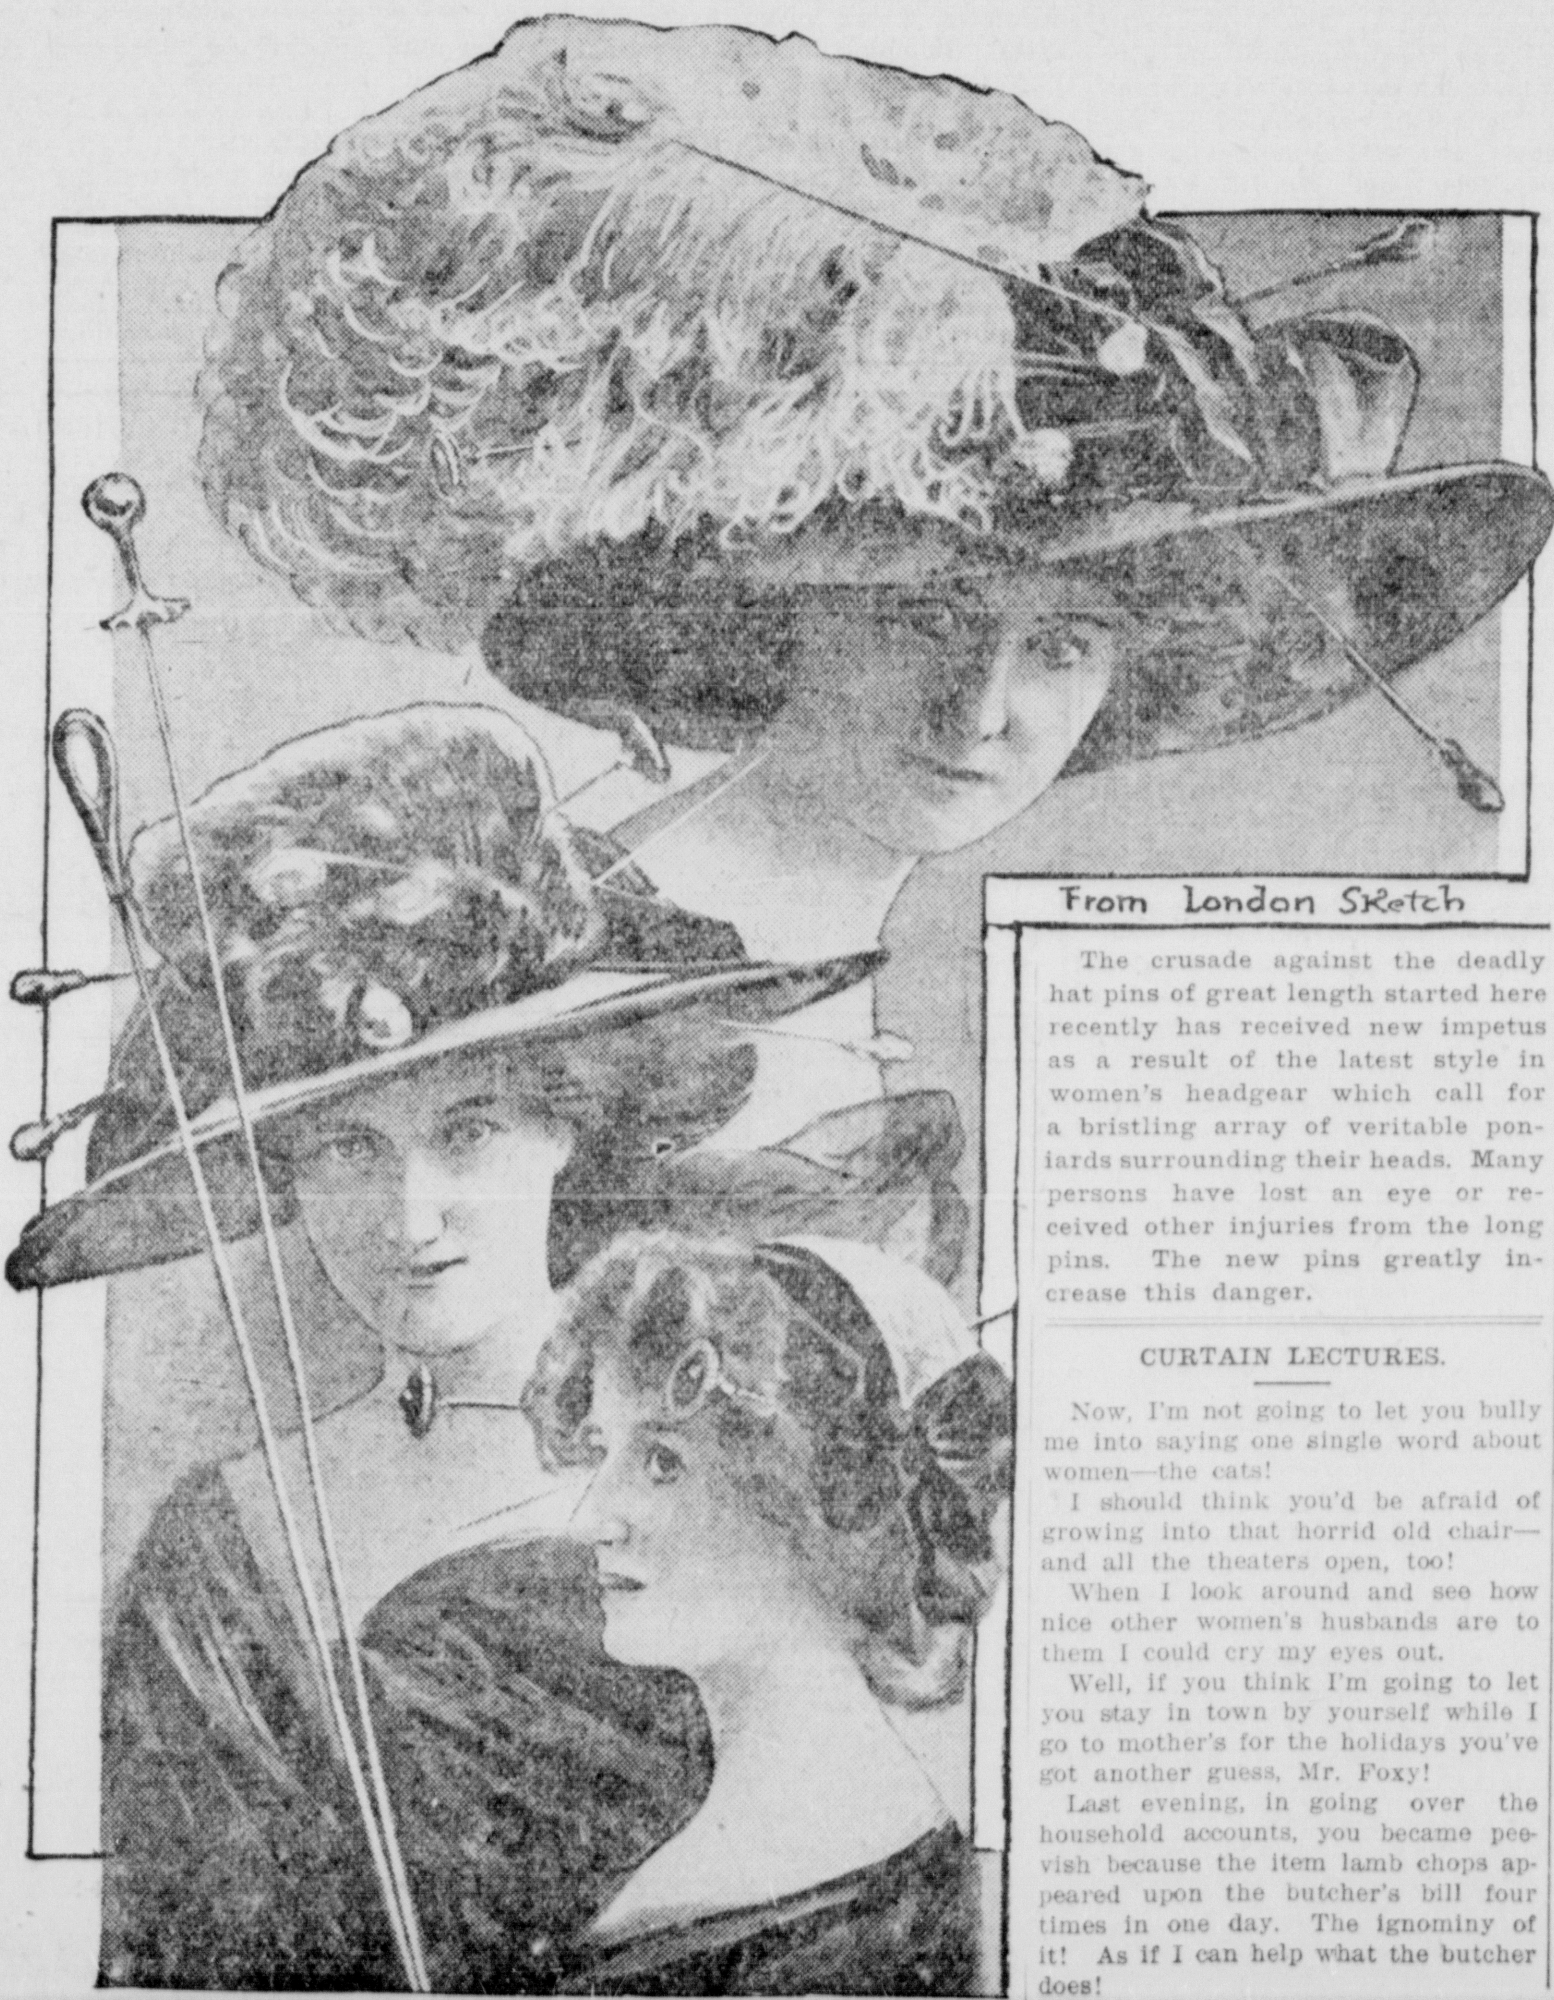 From London Sketch
The crusade against the deadly
hat pins of great length started here
recently has received new impetus
as a result of the latest style in
women's headgear which call for
a bristling array of veritable pon-
iards surrounding their heads. Many
persons have lost an eye or re-
ceived other injuries from the long
pins. The new pins greatly in-
crease this danger.
CURTAIN LECTURES.
Now, I'm not going to let you bully
me into saying one single word about
women—the cats!
I should think you'd be afraid of
growing into that horrid old chair—
and all the theaters open, too!
When I look around and see how
nice other women's husbands are to
them I could cry my eyes out.
Well, if you think I'm going to let
you stay in town by yourself while I
go to mother's for the holidays you've
got another guess, Mr. Foxy!
Last evening, in going over the
household accounts, you became pee-
vish because the item lamb chops ap-
peared upon the butcher's bill four
times in one day. The ignominy of
it! As if I can help what the butcher
does!